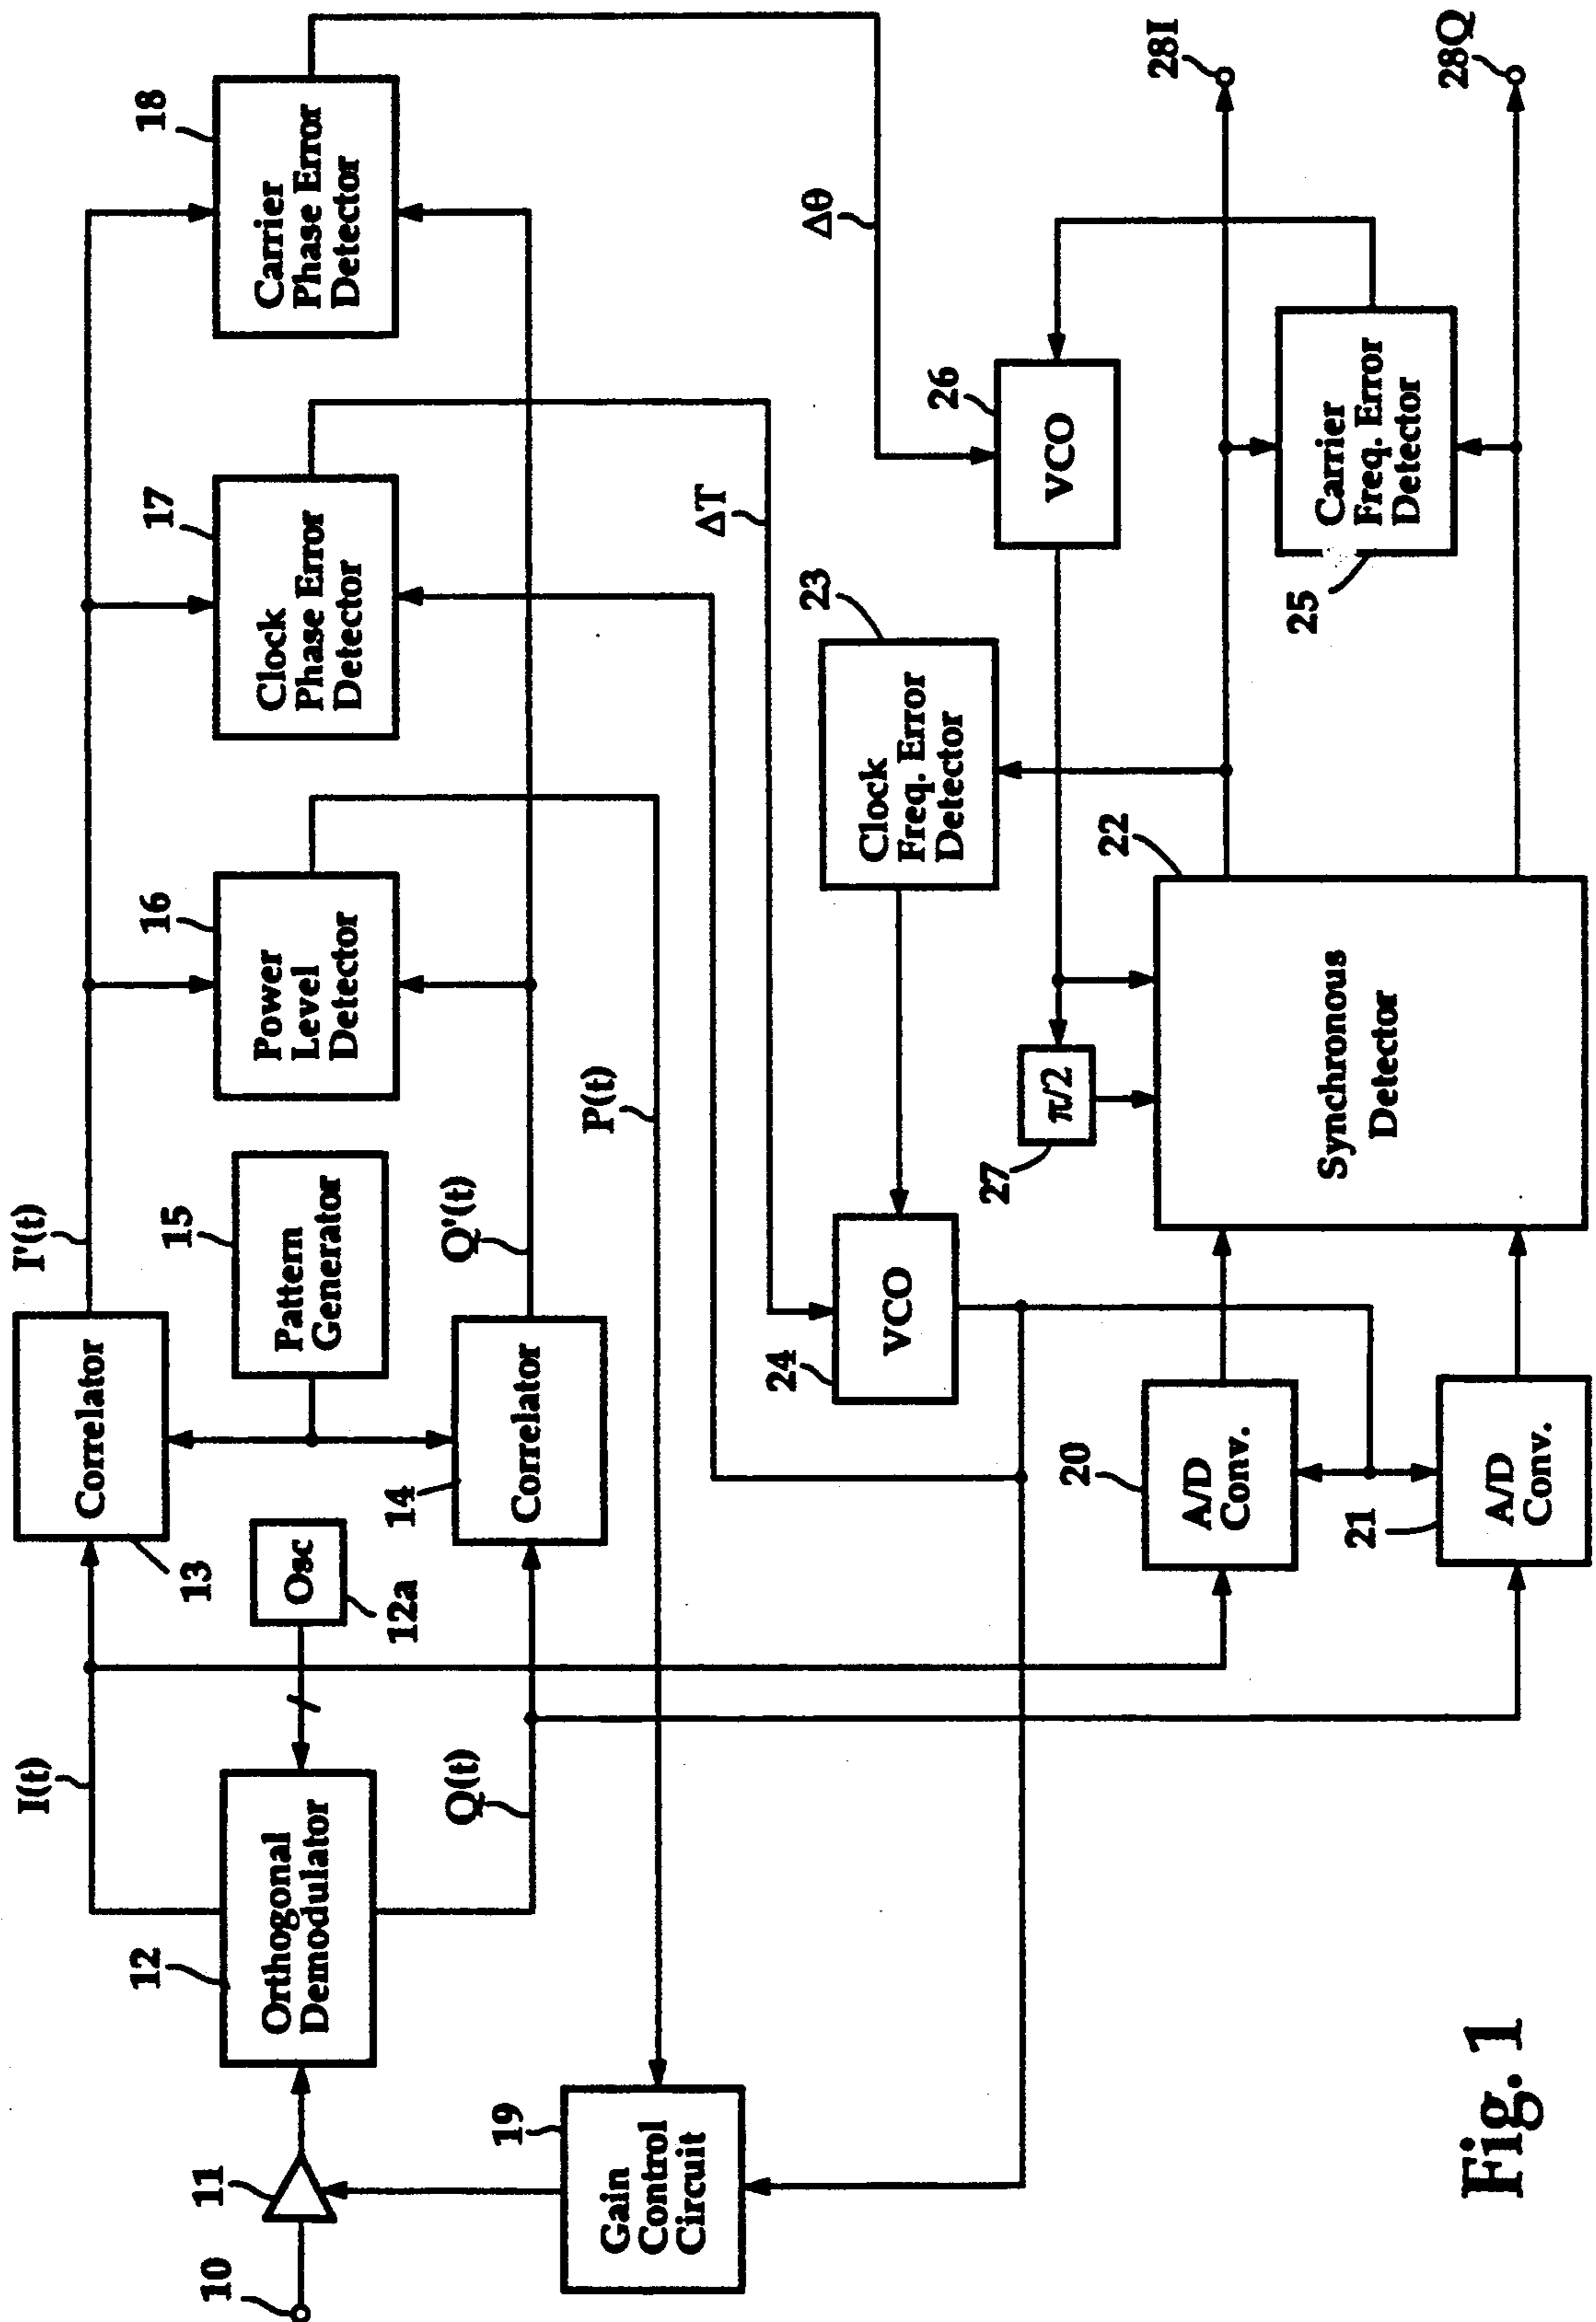 10
11
12
Orthogonal
Demodulator
I(t)
Q(t)
Osc
12a
13
Correlator
I'(t)
14
Correlator
Q'(t)
15
Pattern
Generator
16
Power
Level
Detector
P(t)
17
Clock
Phase Error
Detector
ΔT
18
Carrier
Phase Error
Detector
Δθ
19
Gain
Control
Circuit
24
VCO
23
Clock
Freq. Error
Detector
26
VCO
27
π/2
20
A/D
Conv.
21
A/D
Conv.
22
Synchronous
Detector
25
Carrier
Freq. Error
Detector
28I
28Q
Fig. 1